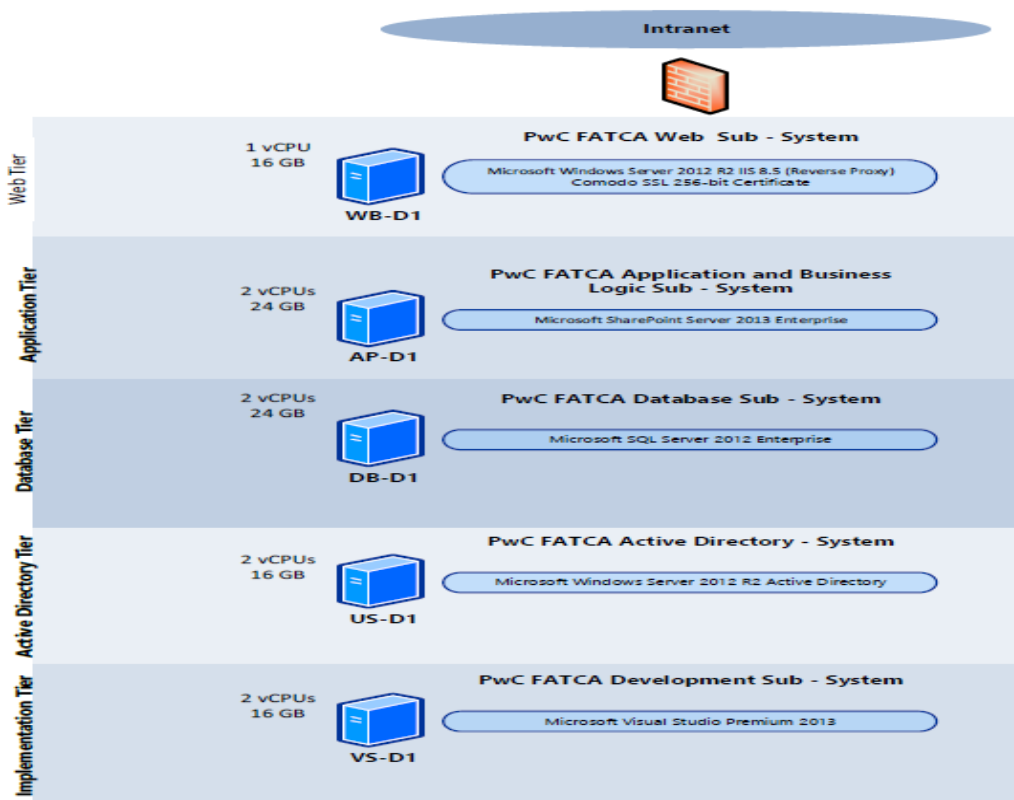 Intranet
Web Tier
PwC FATCA Web Sub - System
1 vCPU
16 GB
Microsoft Windows Server 2012 R2 IIS 8.5 (Reverse Proxy)
Comodo SSL 256-bit Certificate
WB-D1
Application Tier
PwC FATCA Application and Business
Logic Sub - System
2 vCPUs
24 GB
Microsoft SharePoint Server 2013 Enterprise
AP-D1
Database Tier
2 vCPUs
24 GB
PwC FATCA Database Sub - System
Microsoft SQL Server 2012 Enterprise
DB-D1
Active Directory Tier
PwC FATCA Active Directory - System
2 vCPUs
16 GB
Microsoft Windows Server 2012 R2 Active Directory
US-D1
Implementation Tier
PwC FATCA Development Sub - System
2 vCPUs
16 GB
Microsoft Visual Studio Premium 2013
VS-D1